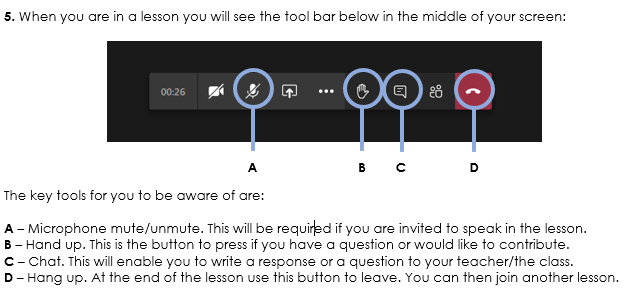 5. When you are in a lesson you will see the tool bar below in the middle of your screen:
00:26
A B C D
The key tools for you to be aware of are:
A – Microphone mute/unmute. This will be required if you are invited to speak in the lesson.
B – Hand up. This is the button to press if you have a question or would like to contribute.
C – Chat. This will enable you to write a response or a question to your teacher/the class.
D – Hang up. At the end of the lesson use this button to leave. You can then join another lesson.